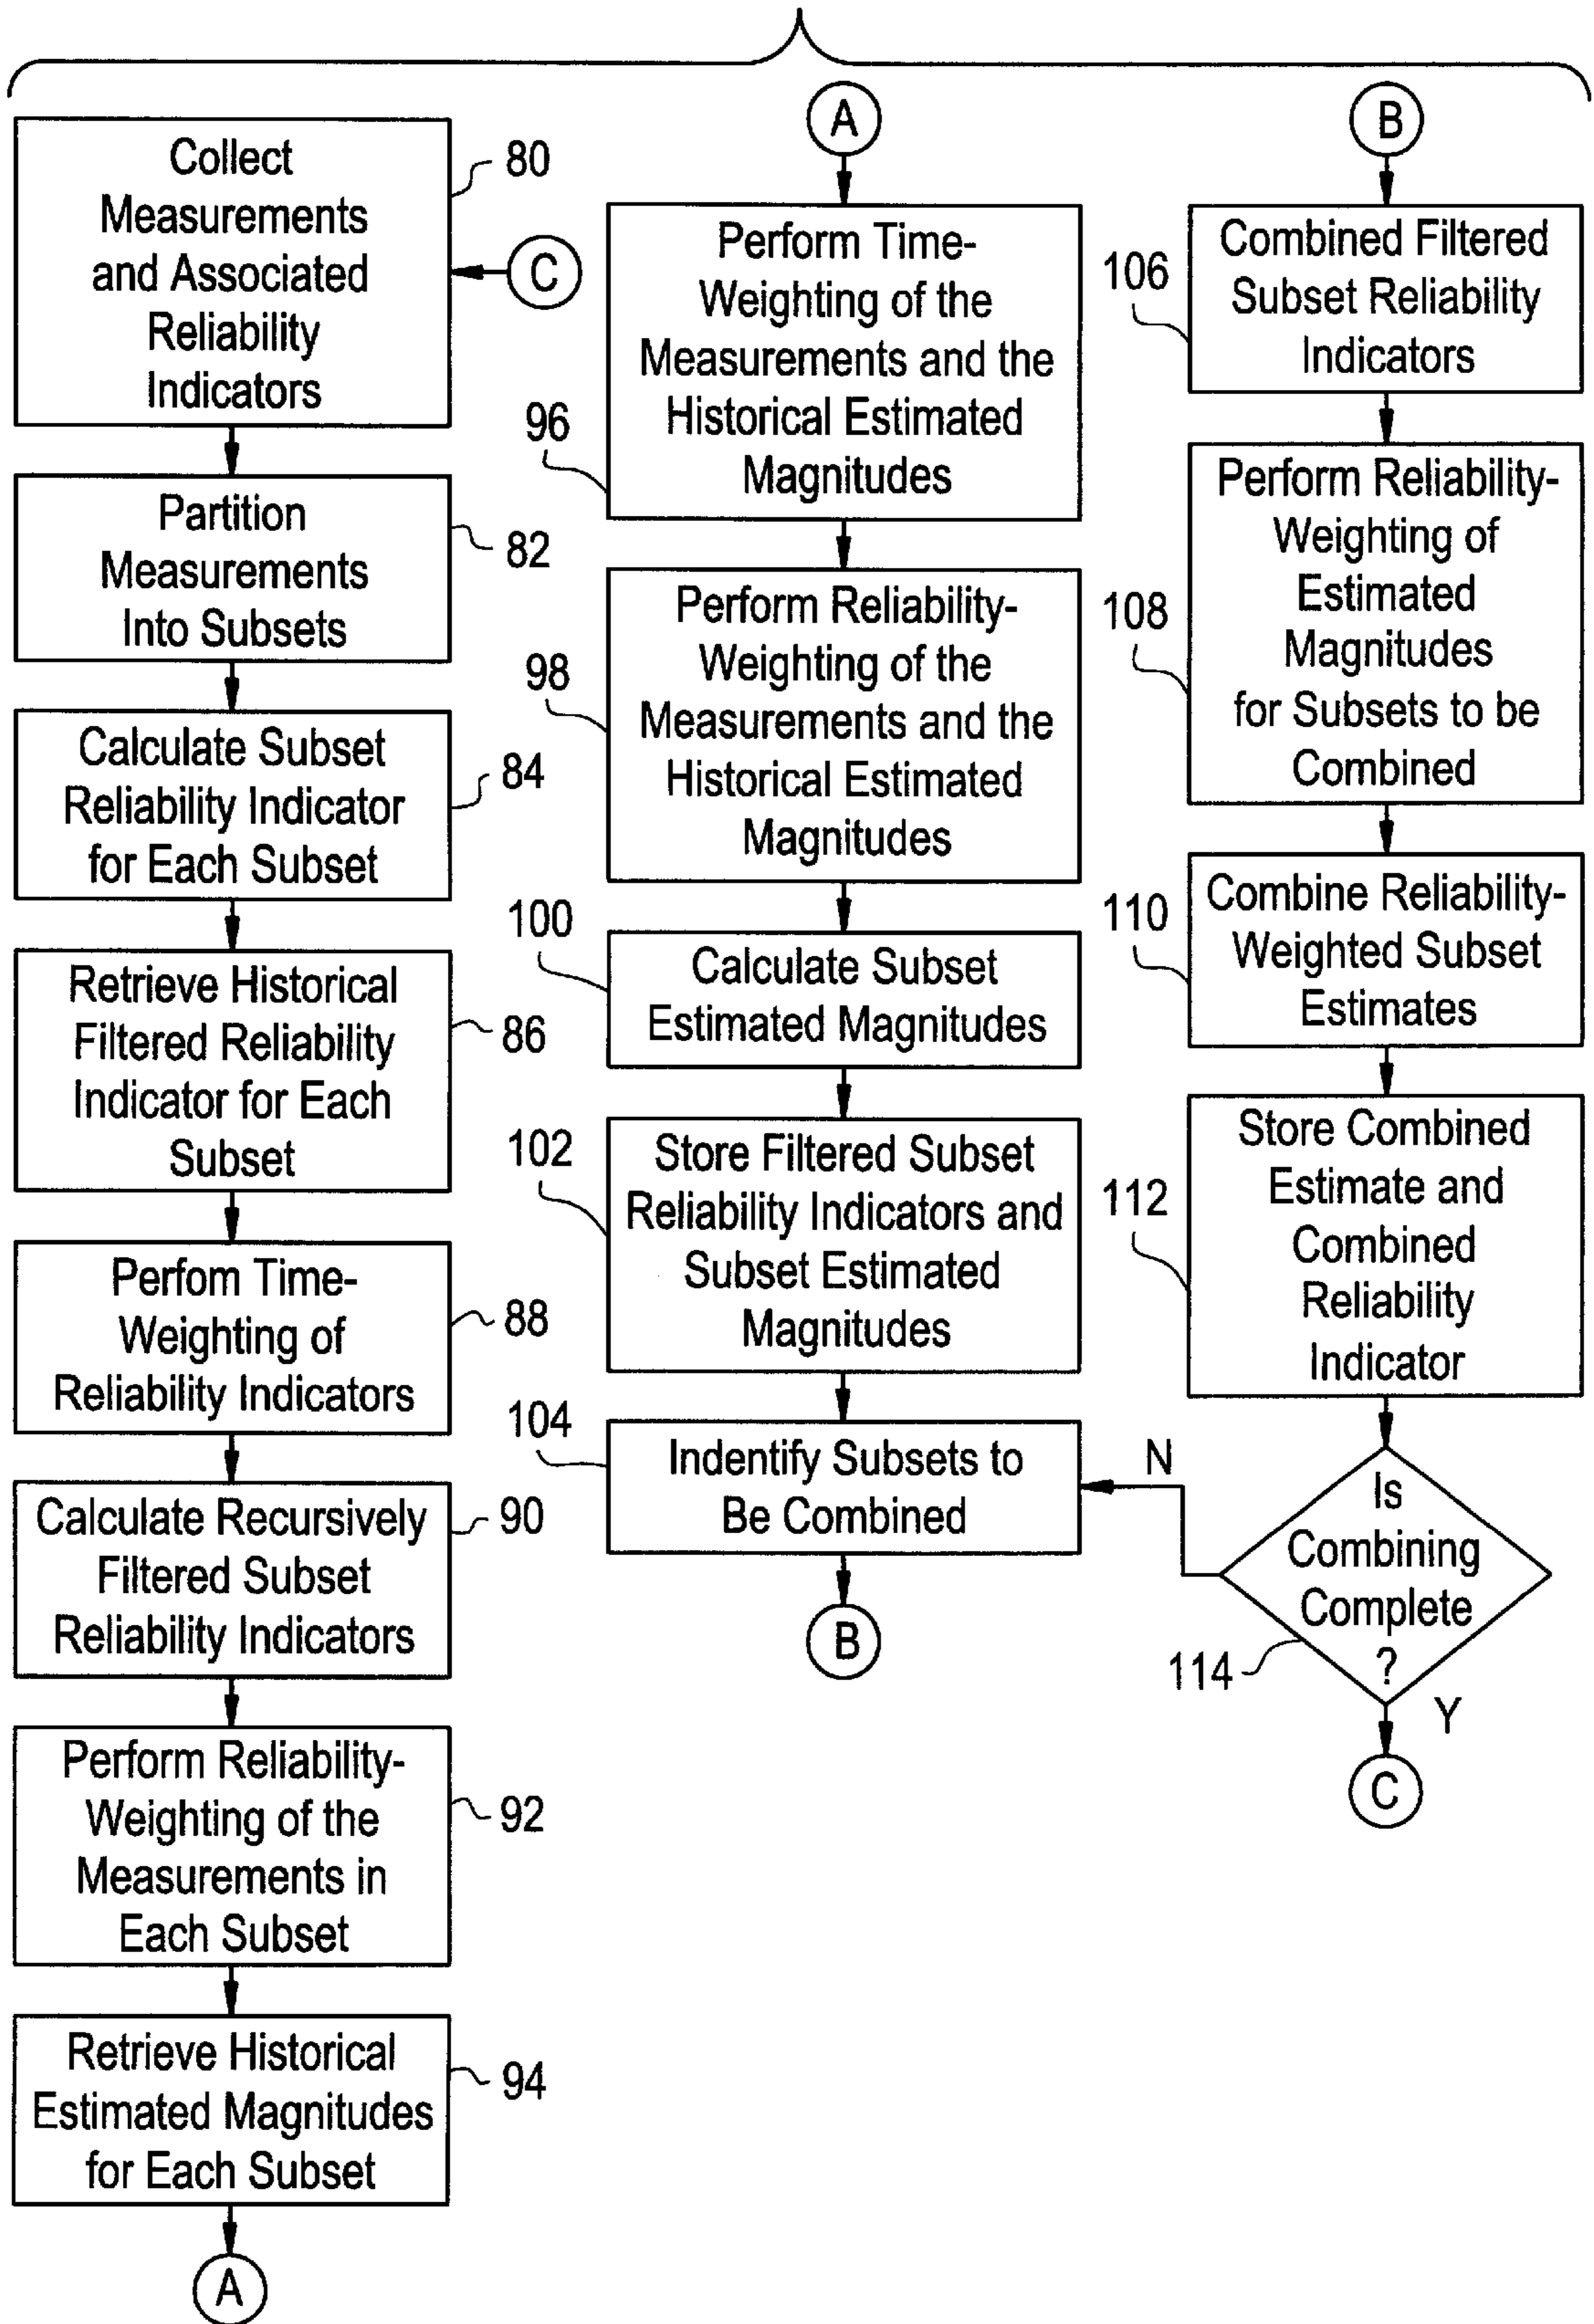 Collect
Measurements
and Associated
Reliability
Indicators
80
C
Partition
Measurements
Into Subsets
82
Calculate Subset
Reliability Indicator
for Each Subset
84
Retrieve Historical
Filtered Reliability
Indicator for Each
Subset
86
Perfom Time-
Weighting of
Reliability Indicators
88
Calculate Recursively
Filtered Subset
Reliability Indicators
90
Perform Reliability-
Weighting of the
Measurements in
Each Subset
92
Retrieve Historical
Estimated Magnitudes
for Each Subset
94
A
A
Perform Time-
Weighting of the
Measurements and the
Historical Estimated
Magnitudes
96
Perform Reliability-
Weighting of the
Measurements and the
Historical Estimated
Magnitudes
98
100
Calculate Subset
Estimated Magnitudes
102
Store Filtered Subset
Reliability Indicators and
Subset Estimated
Magnitudes
104
Indentify Subsets to
Be Combined
B
B
Combined Filtered
Subset Reliability
Indicators
106
Perform Reliability-
Weighting of
Estimated
Magnitudes
for Subsets to be
Combined
108
Combine Reliability-
Weighted Subset
Estimates
110
Store Combined
Estimate and
Combined
Reliability
Indicator
112
N
Is
Combining
Complete
?
114
Y
C